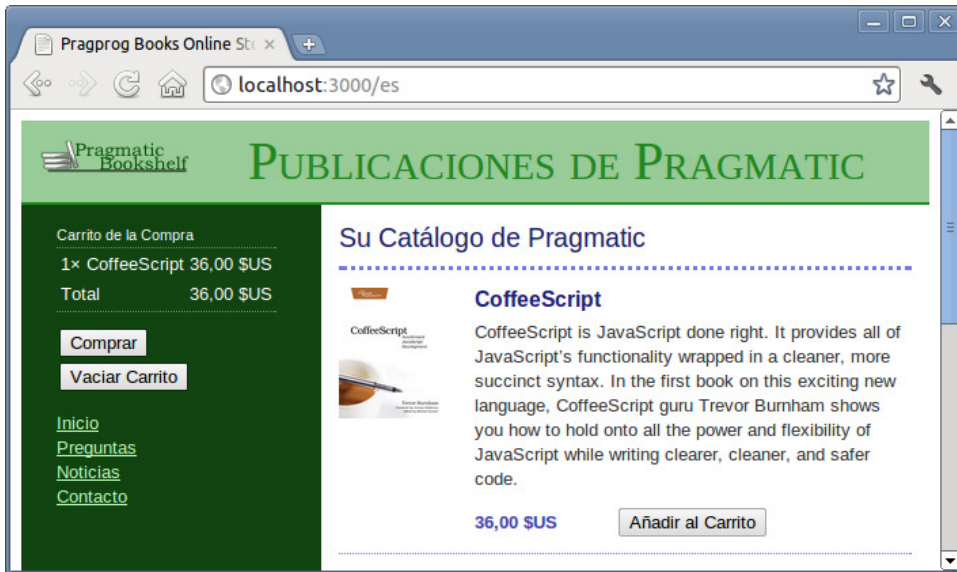 Pragprog Books Online Sto
localhost:3000/es
Pragmatic
Bookshelf
PUBLICACIONES DE PRAGMATIC
Carrito de la Compra
1× CoffeeScript 36,00 $US
Total 36,00 $US
Comprar
Vaciar Carrito
Inicio
Preguntas
Noticias
Contacto
Su Catálogo de Pragmatic
CoffeeScript
CoffeeScript
CoffeeScript is JavaScript done right. It provides all of
JavaScript's functionality wrapped in a cleaner, more
succinct syntax. In the first book on this exciting new
language, CoffeeScript guru Trevor Burnham shows
you how to hold onto all the power and flexibility of
JavaScript while writing clearer, cleaner, and safer
code.
36,00 $US
Añadir al Carrito